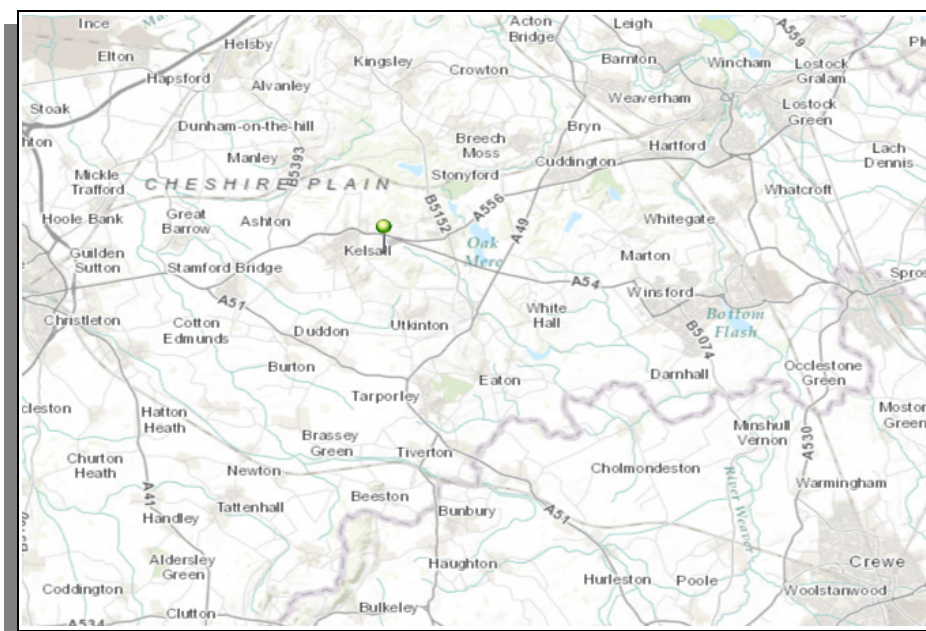 Ince
Acton
Bridge
Leigh
A559
Elton
Helsby
Kingsley
Crowton
Barnton
Wincham
Lostock
Gralam
Hapsford
Alvanley
Weaverham
Stoak
Lostock
Green
Dunham-on-the-hill
Breech
Moss
Bryn
Hartford
Lach
Dennis
Manley
B5393
Stonyford
Cuddington
Mickle
Trafford
CHESHIRE PLAIN
Whatcroft
B5152
A556
A49
Hoole Bank
Great
Barrow
Ashton
Whitegate
Guilden
Sutton
Kelsall
Oak
Mere
Marton
Stamford Bridge
A54
Winsford
A51
White
Hall
Bottom
Flash
Christleton
Cotton
Edmunds
Duddon
Utkinton
B5074
Burton
Eaton
Darnhall
Occlestone
Green
Tarporley
Hatton
Heath
Minshull
Vernon
A530
Brassey
Green
Tiverton
Churton
Heath
Newton
Cholmondeston
River Weaver
Warmingham
A41
Beeston
Tattenhall
Handley
Bunbury
A51
Aldersley
Green
Haughton
Crewe
Coddington
Hurleston
Poole
Woolstanwood
Clutton
Bulkeley
A534